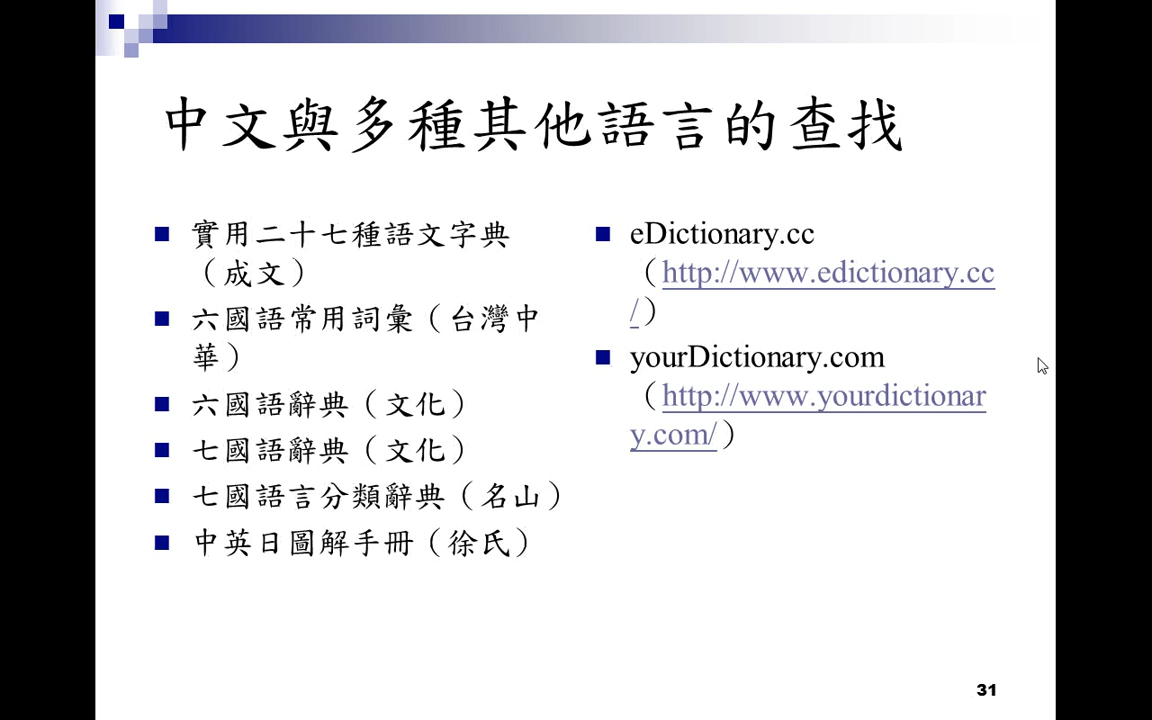 中文與多種其他語言的查找
實用二十七種語文字典
（成文）
六國語常用詞彙（台灣中
華）
六國語辭典（文化）
七國語辭典（文化）
七國語言分類辭典（名山）
中英日圖解手冊（徐氏）
eDictionary.cc
（http://www.edictionary.cc
/）
yourDictionary.com
（http://www.yourdictionar
y.com/）
31